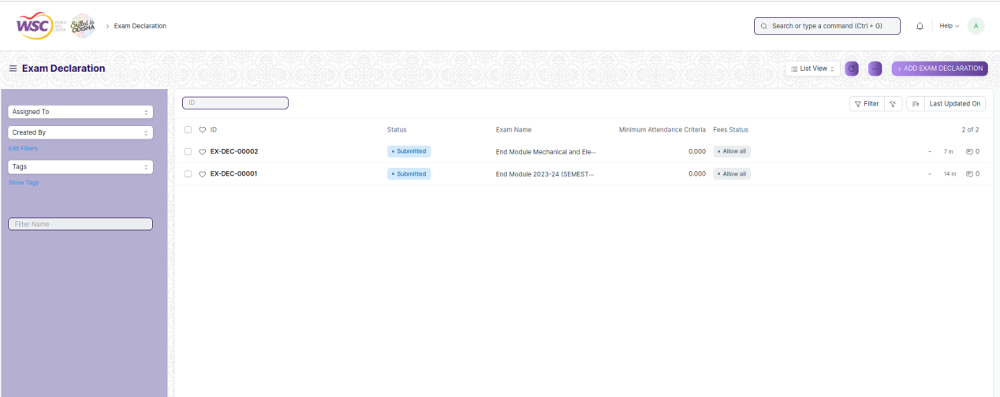 WSC WORLD SKILL CENTER Skilled in ODISHA > Exam Declaration Search or type a command (Ctrl + G) Help A
Exam Declaration List View ... + ADD EXAM DECLARATION
Assigned To
Created By
Edit Filters
Tags
Show Tags
Filter Name
ID Filter Last Updated On
ID Status Exam Name Minimum Attendance Criteria Fees Status 2 of 2
EX-DEC-00002 • Submitted End Module Mechanical and Ele... 0.000 • Allow all - 7 m 0
EX-DEC-00001 • Submitted End Module 2023-24 (SEMEST... 0.000 • Allow all - 14 m 0